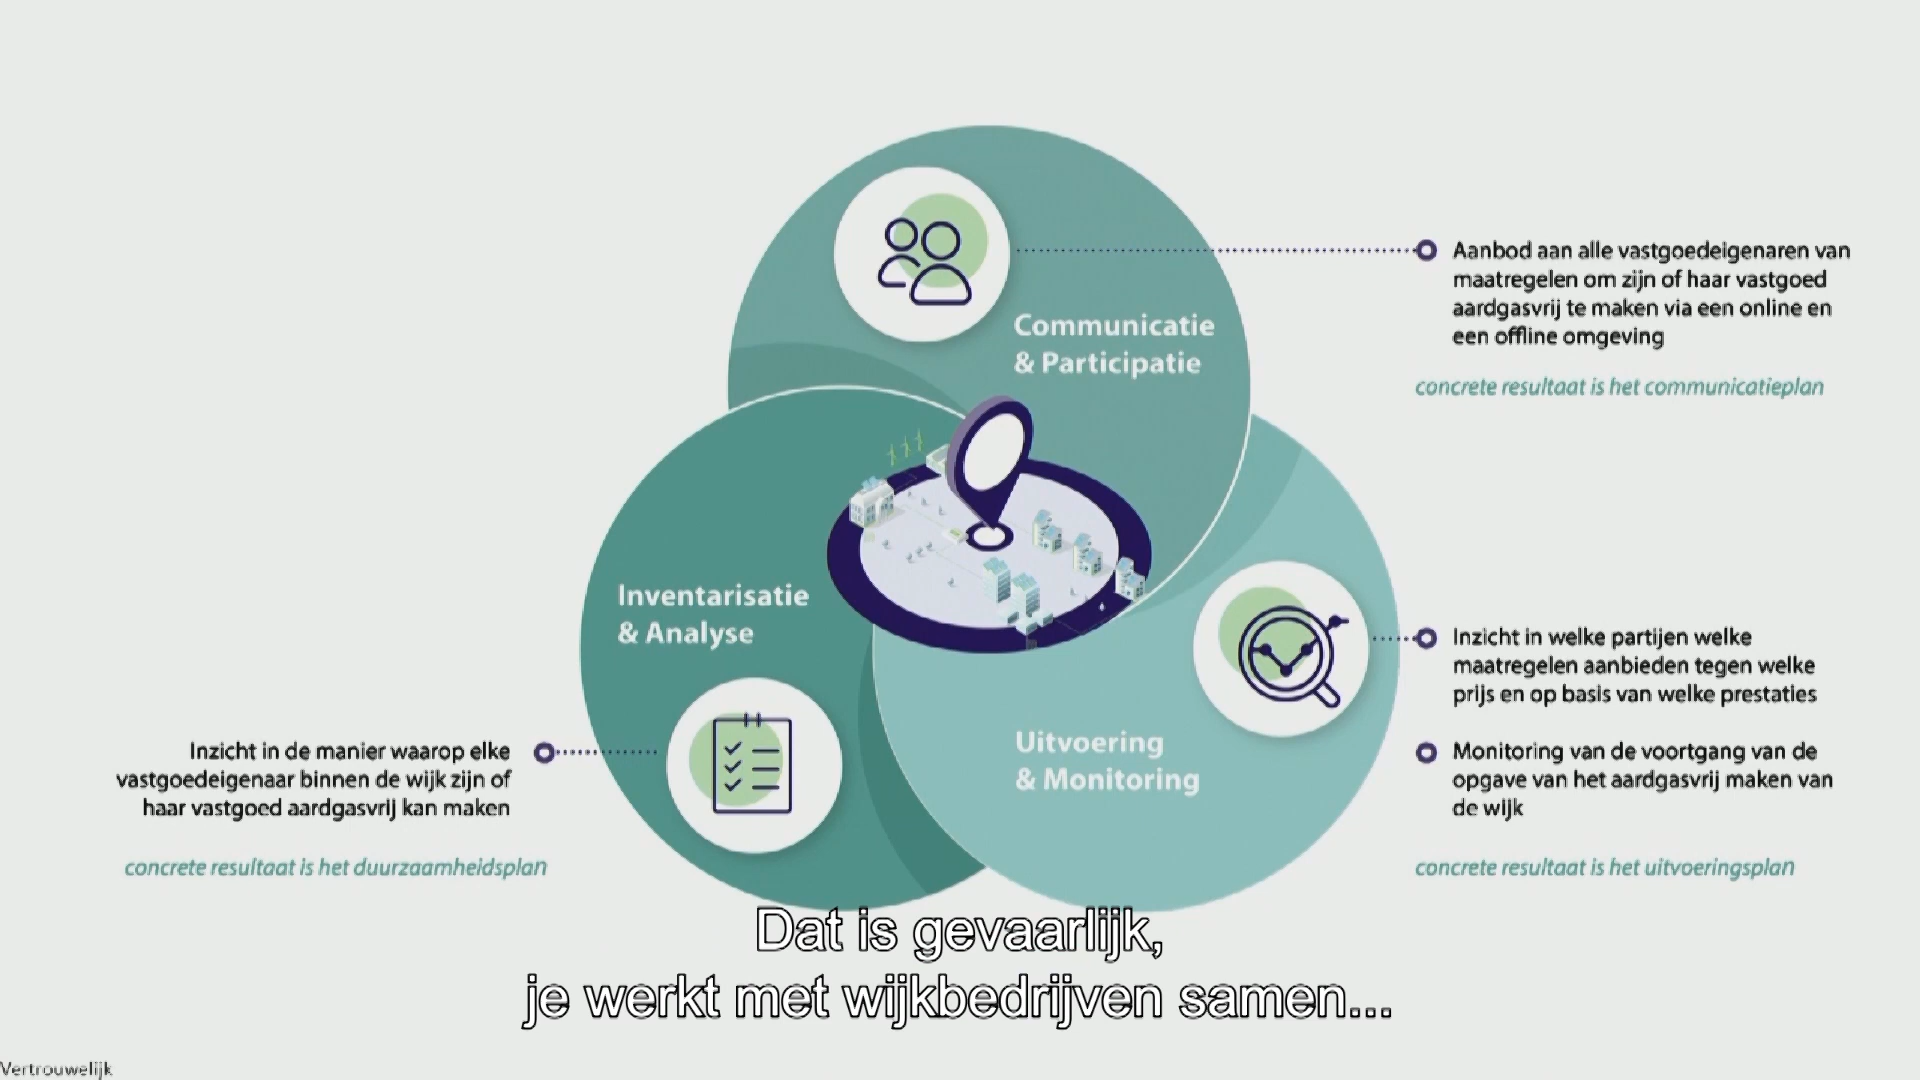 Communicatie
& Participatie
Aanbod aan alle vastgoedeigenaren van
maatregelen om zijn of haar vastgoed
aardgasvrij te maken via een online en
een offline omgeving
concrete resultaat is het communicatieplan
Inventarisatie
& Analyse
Inzicht in de manier waarop elke
vastgoedeigenaar binnen de wijk zijn of
haar vastgoed aardgasvrij kan maken
concrete resultaat is het duurzaamheidsplan
Uitvoering
& Monitoring
Inzicht in welke partijen welke
maatregelen aanbieden tegen welke
prijs en op basis van welke prestaties
Monitoring van de voortgang van de
opgave van het aardgasvrij maken van
de wijk
concrete resultaat is het uitvoeringsplan
Dat is gevaarlijk,
je werkt met wijkbedrijven samen...
Vertrouwelijk